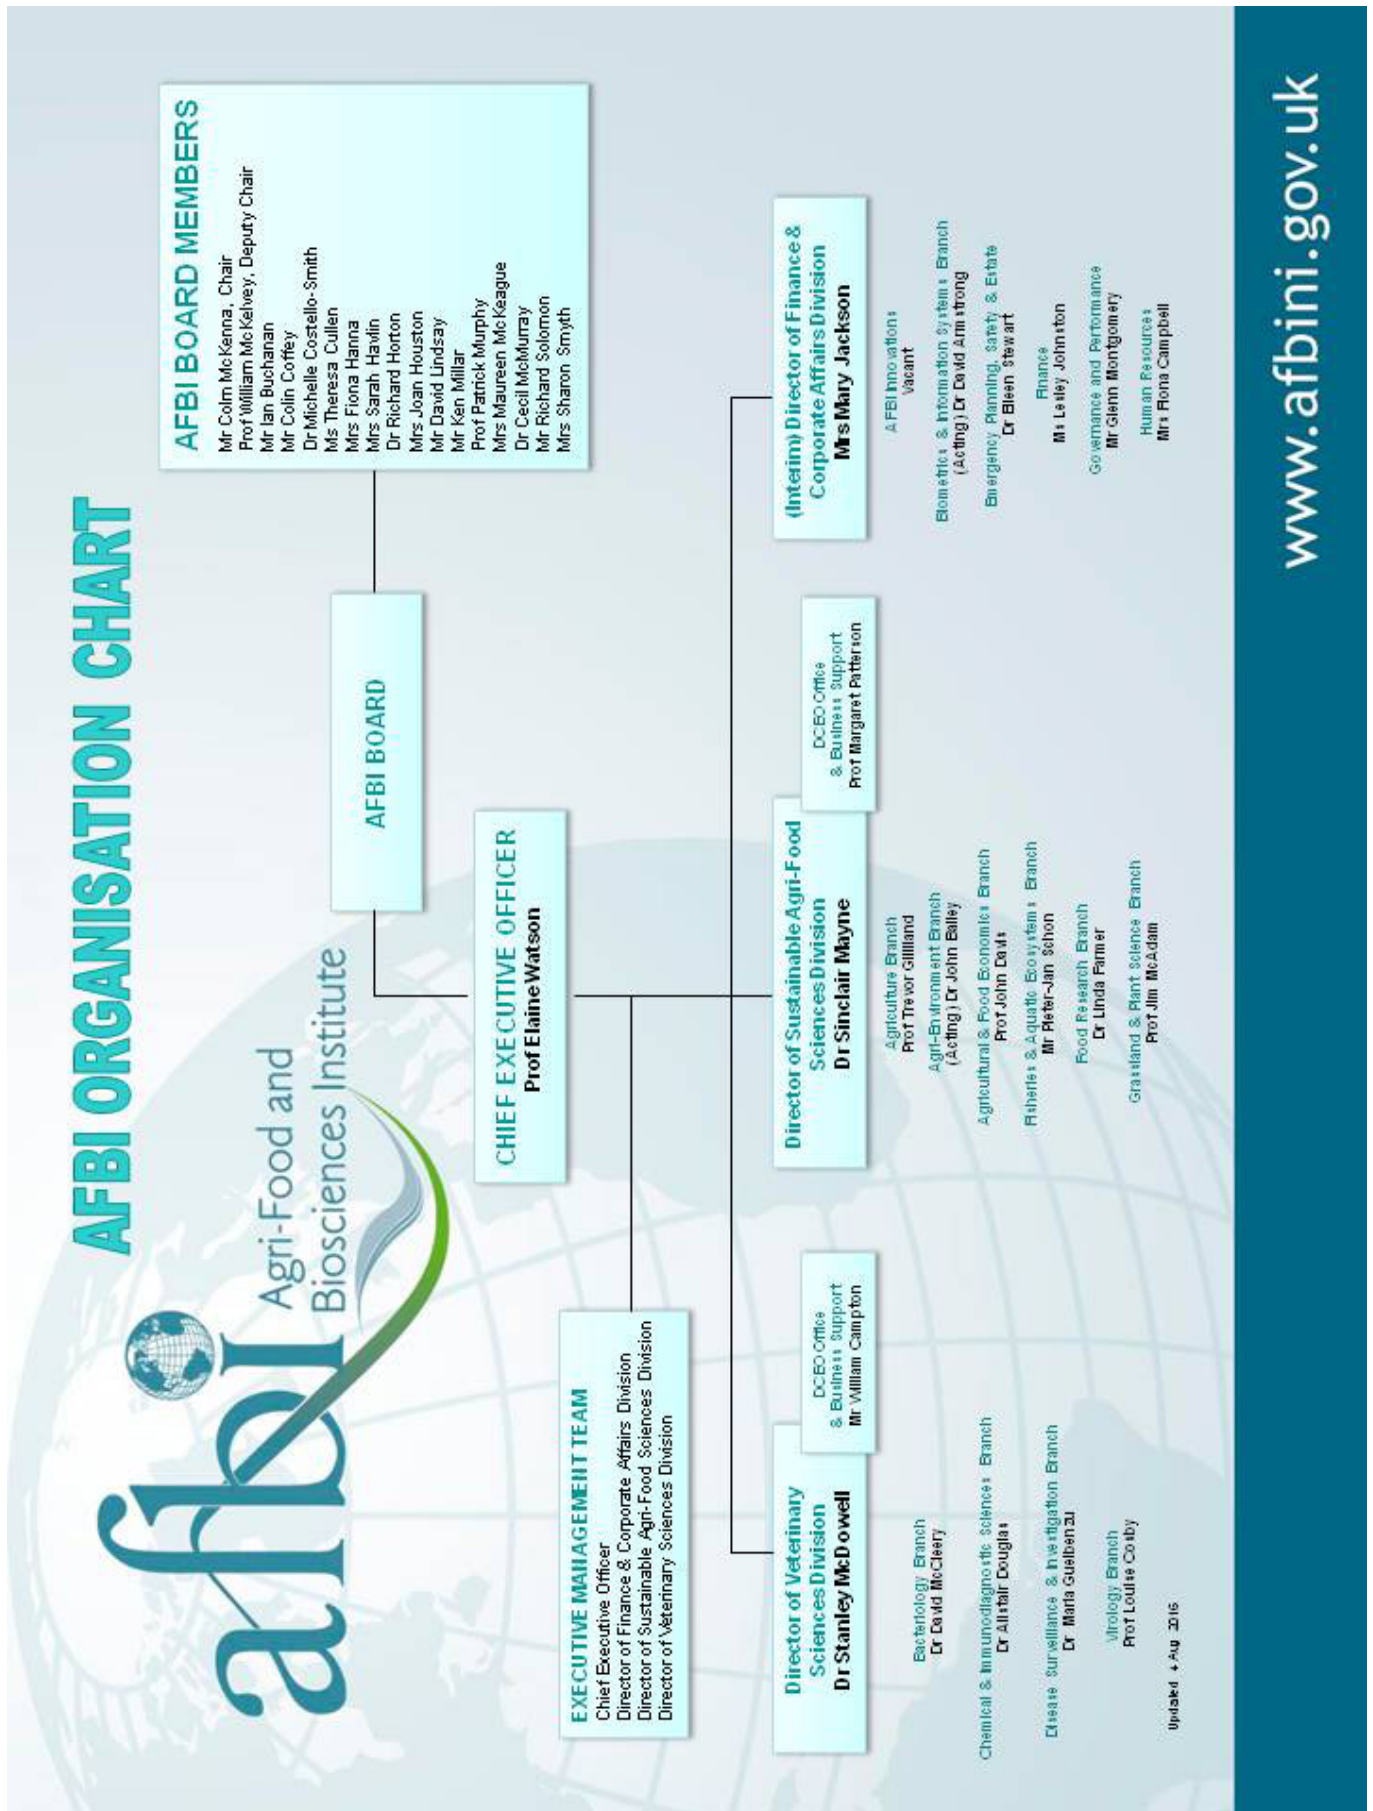 AFBI ORGANISATION CHART
afbi
Agri-Food and
Biosciences Institute
AFBI BOARD
AFBI BOARD MEMBERS
Mr Colm McKenna, Chair
Prof William McKelvey, Deputy Chair
Mr Ian Buchanan
Mr Colin Coffey
Dr Michelle Costello-Smith
Ms Theresa Cullen
Mrs Fiona Hanna
Mrs Sarah Havlin
Dr Richard Horton
Mrs Joan Houston
Mr David Lindsay
Mr Ken Millar
Prof Patrick Murphy
Mrs Maureen McKeague
Dr Cecil McMurray
Mr Richard Solomon
Mrs Sharon Smyth
CHIEF EXECUTIVE OFFICER
Prof Elaine Watson
EXECUTIVE MANAGEMENT TEAM
Chief Executive Officer
Director of Finance & Corporate Affairs Division
Director of Sustainable Agri-Food Sciences Division
Director of Veterinary Sciences Division
Director of Veterinary
Sciences Division
Dr Stanley McDowell
DCEO Office
& Business Support
Mr William Campton
Bacteriology Branch
Dr David McCleery
Chemical & Immunodiagnostic Sciences Branch
Dr Alistair Douglas
Disease Surveillance & Investigation Branch
Dr Maria Guelbenzu
Virology Branch
Prof Louise Cosby
Director of Sustainable Agri-Food
Sciences Division
Dr Sinclair Mayne
DCEO Office
& Business Support
Prof Margaret Patterson
Agriculture Branch
Prof Trevor Gilliland
Agri-Environment Branch
(Acting) Dr John Bailey
Agricultural & Food Economics Branch
Prof John Davis
Fisheries & Aquatic Ecosystems Branch
Mr Pieter-Jan Schon
Food Research Branch
Dr Linda Farmer
Grassland & Plant Science Branch
Prof Jim McAdam
(Interim) Director of Finance &
Corporate Affairs Division
Mrs Mary Jackson
AFBI Innovations
Vacant
Biometrics & Information Systems Branch
(Acting) Dr David Armstrong
Emergency Planning, Safety & Estate
Dr Eileen Stewart
Finance
Ms Lesley Johnston
Governance and Performance
Mr Glenn Montgomery
Human Resources
Mrs Fiona Campbell
Updated 4 Aug 2016
www.afbini.gov.uk